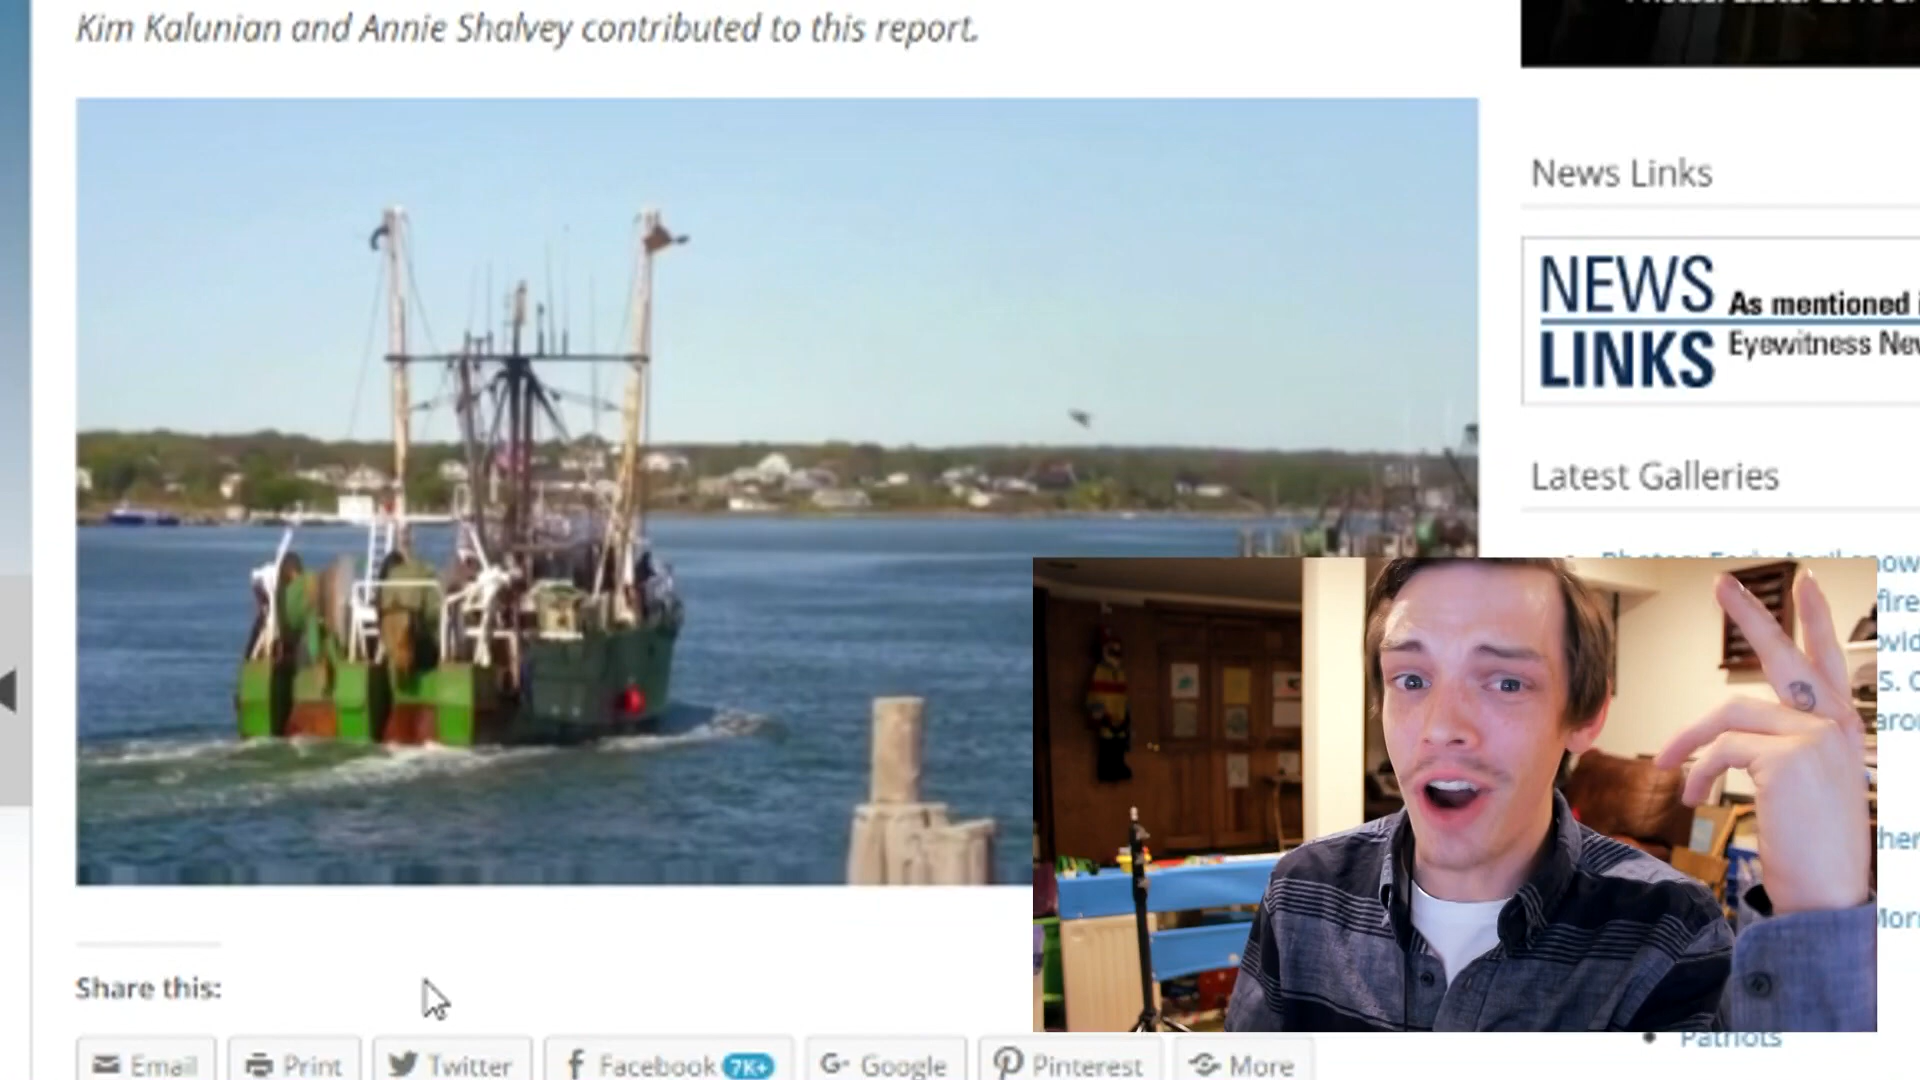 Kim Kalunian and Annie Shalvey contributed to this report.
News Links
NEWS
LINKS
As mentioned
Eyewitness
Latest Galleries
Patriots
Share this:
Email
Print
Twitter
Facebook 7K+
G+ Google
Pinterest
More